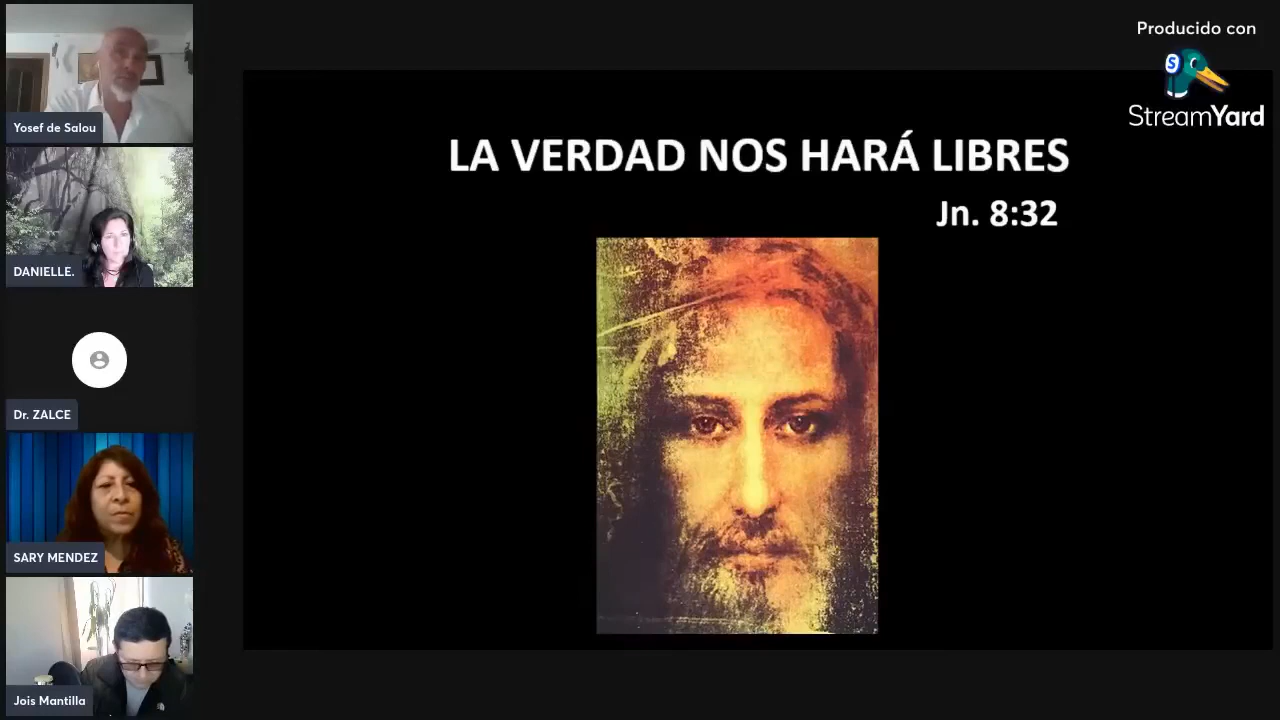 Producido con
S
StreamYard
LA VERDAD NOS HARÁ LIBRES
Jn. 8:32
Yosef de Salou
DANIELLE.
Dr. ZALCE
SARY MENDEZ
Jois Mantilla